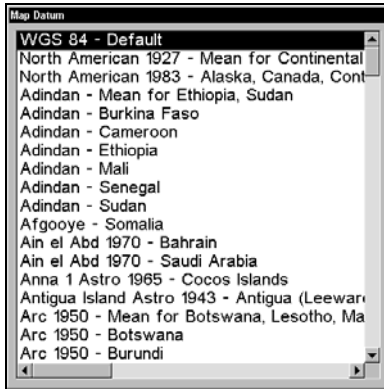 Map Datum
WGS 84 - Default
North American 1927 - Mean for Continental
North American 1983 - Alaska, Canada, Cont
Adindan - Mean for Ethiopia, Sudan
Adindan - Burkina Faso
Adindan - Cameroon
Adindan - Ethiopia
Adindan - Mali
Adindan - Senegal
Adindan - Sudan
Afgooye - Somalia
Ain el Abd 1970 - Bahrain
Ain el Abd 1970 - Saudi Arabia
Anna 1 Astro 1965 - Cocos Islands
Antigua Island Astro 1943 - Antigua (Leewar
Arc 1950 - Mean for Botswana, Lesotho, Ma
Arc 1950 - Botswana
Arc 1950 - Burundi